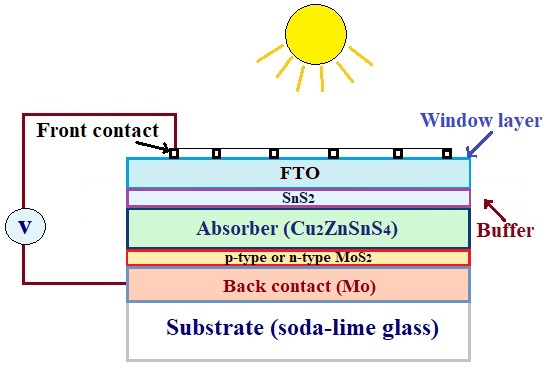 Window layer
Front contact
FTO
SnS2
V
Absorber (Cu2ZnSnS4)
Buffer
p-type or n-type MoS2
Back contact (Mo)
Substrate (soda-lime glass)